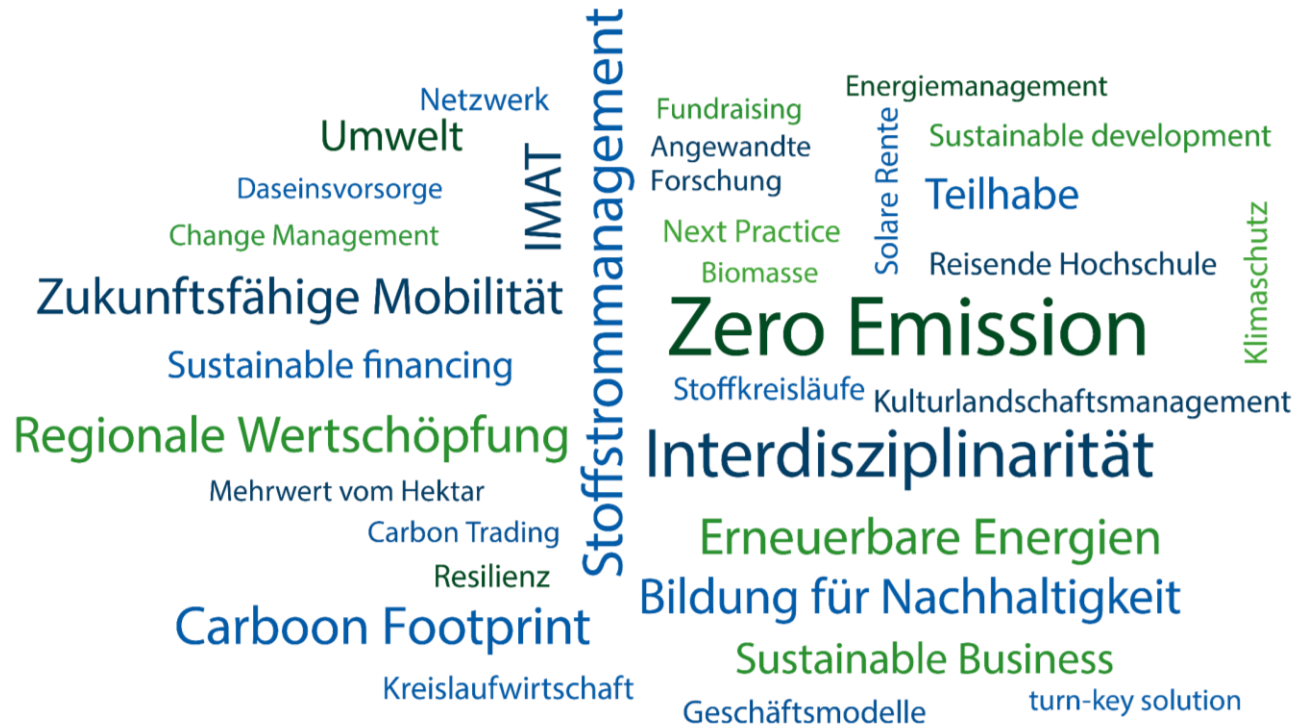 Netzwerk
Umwelt
Daseinsvorsorge
Change Management
IMAT
Zukunftsfähige Mobilität
Sustainable financing
Regionale Wertschöpfung
Mehrwert vom Hektar
Carbon Trading
Resilienz
Carboon Footprint
Kreislaufwirtschaft
Stoffstrommanagement
Fundraising
Angewandte
Forschung
Next Practice
Biomasse
Energiemanagement
Solare Rente
Sustainable development
Teilhabe
Reisende Hochschule
Klimaschutz
Zero Emission
Stoffkreisläufe
Kulturlandschaftsmanagement
Interdisziplinarität
Erneuerbare Energien
Bildung für Nachhaltigkeit
Sustainable Business
Geschäftsmodelle
turn-key solution